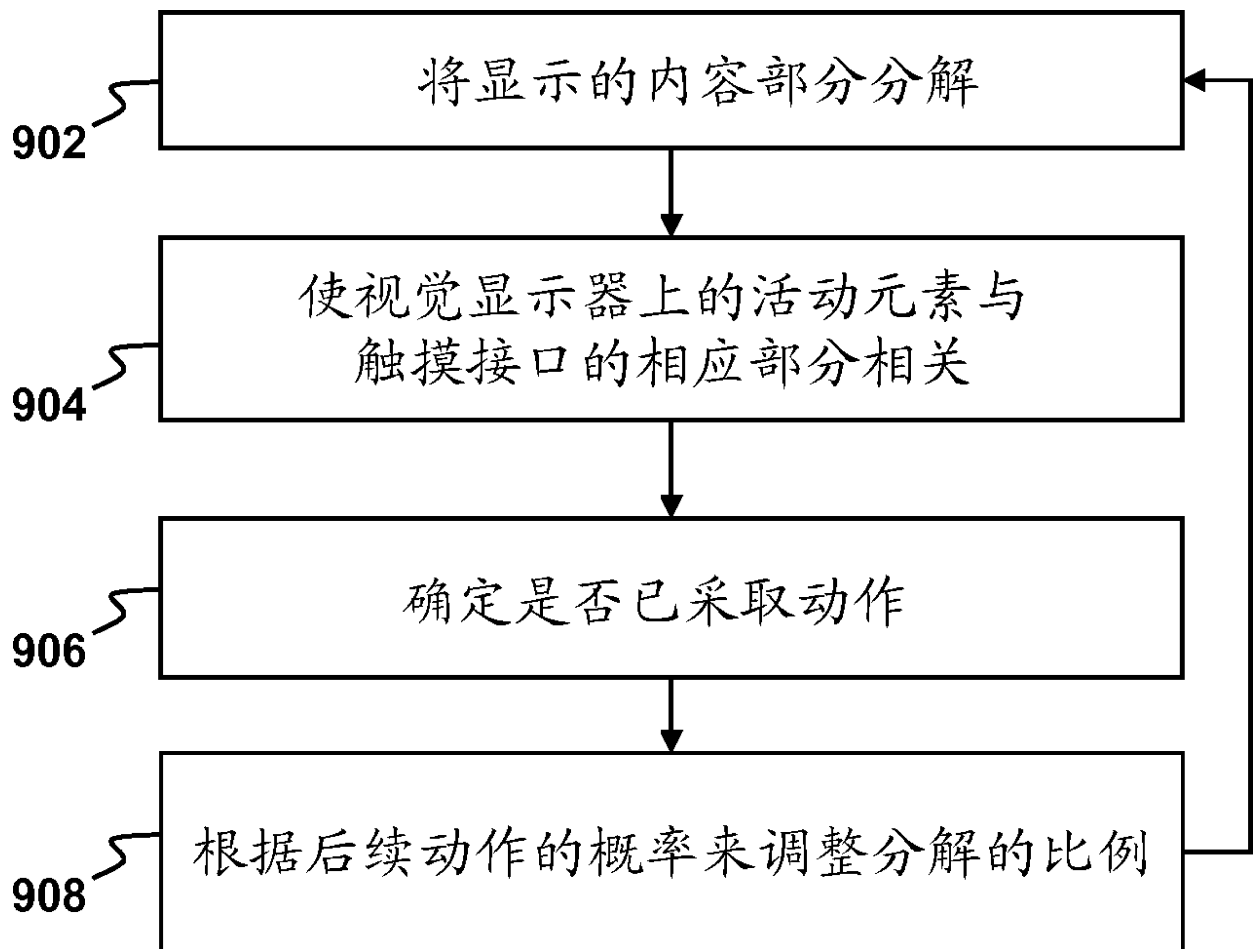 将显示的内容部分分解
902
使视觉显示器上的活动元素与
触摸接口的相应部分相关
904
确定是否已采取动作
906
根据后续动作的概率来调整分解的比例
908